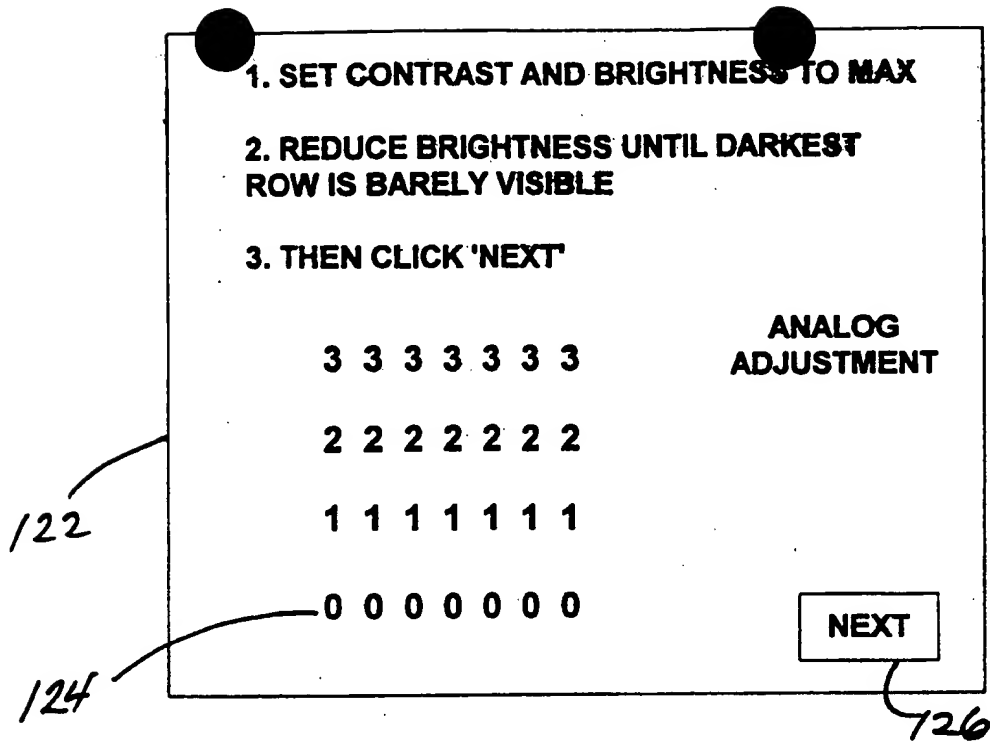 1. SET CONTRAST AND BRIGHTNESS TO MAX
2. REDUCE BRIGHTNESS UNTIL DARKEST
ROW IS BARELY VISIBLE
3. THEN CLICK 'NEXT'
ANALOG
ADJUSTMENT
3 3 3 3 3 3 3
2 2 2 2 2 2 2
122
1 1 1 1 1 1 1
0 0 0 0 0 0 0
NEXT
124
126